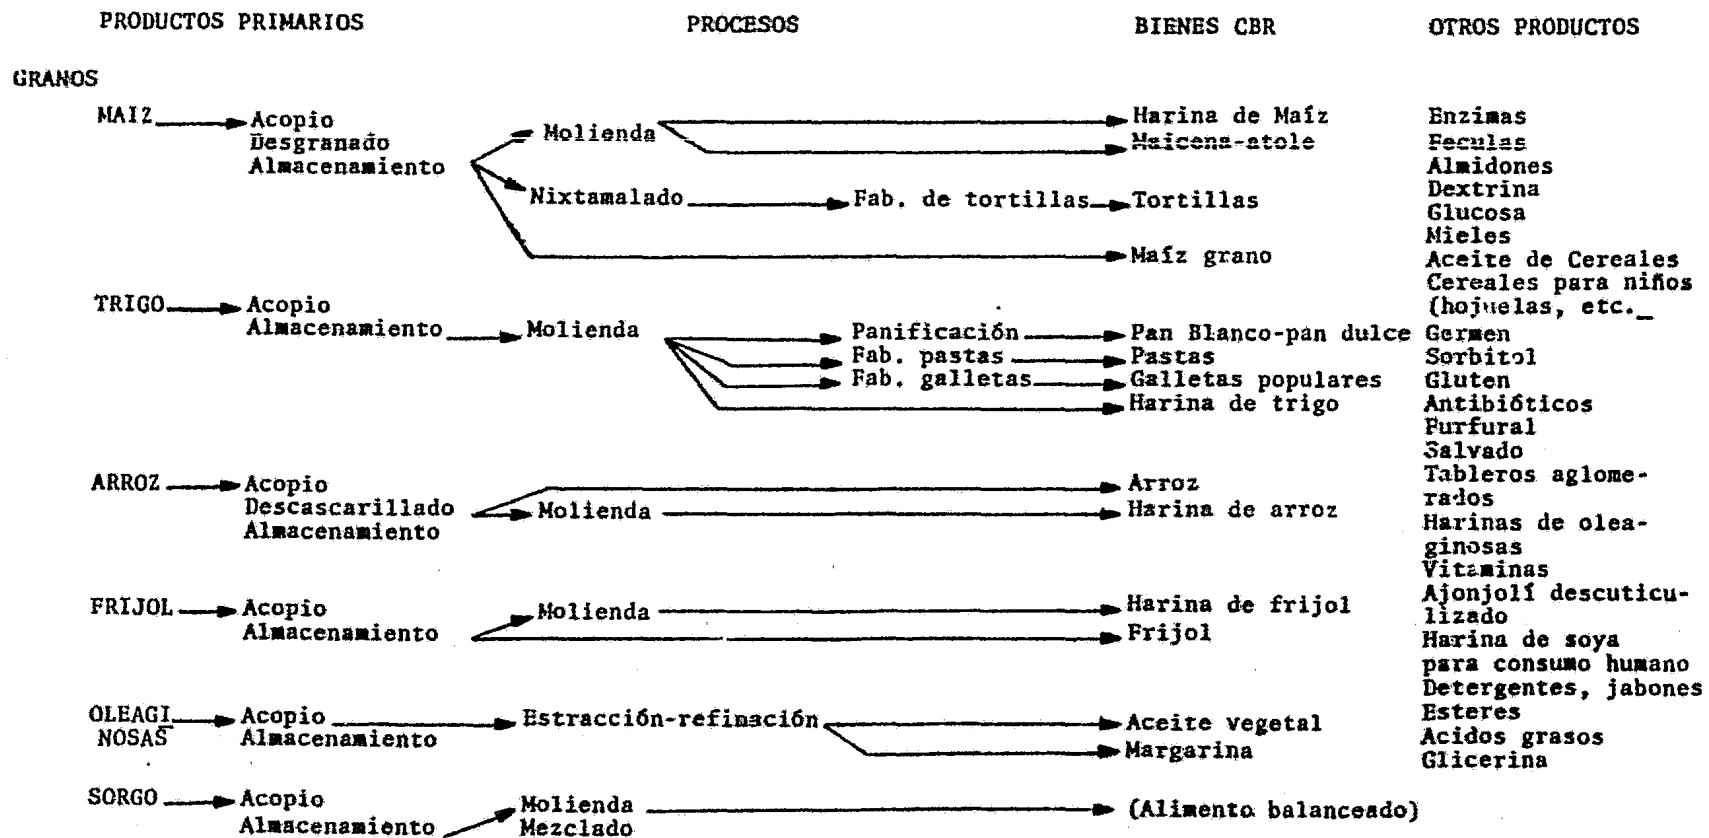 PRODUCTOS PRIMARIOS PROCESOS BIENES CBR OTROS PRODUCTOS
GRANOS
MAIZ Acopio Molienda Harina de Maíz Enzimas
Desgranado Maicena-atole Feculas
Almacenamiento Almidones
Nixtamalado Fab. de tortillas Tortillas Dextrina
Glucosa
Mieles
Maíz grano Aceite de Cereales
Cereales para niños
TRIGO Acopio (hojuelas, etc._
Almacenamiento Molienda Panificación Pan Blanco-pan dulce Germen
Fab. pastas Pastas Sorbitol
Fab. galletas Galletas populares Gluten
Harina de trigo Antibióticos
Furfural
Salvado
ARROZ Acopio Arroz Tableros aglome-
Descascarillado Molienda Harina de arroz rados
Almacenamiento Harinas de olea-
ginosas
Vitaminas
FRIJOL Acopio Molienda Harina de frijol Ajonjolí descuticu-
Almacenamiento Frijol lizado
Harina de soya
para consumo humano
Detergentes, jabones
OLEAGI Acopio Estracción-refinación Aceite vegetal Esteres
NOSAS Almacenamiento Margarina Acidos grasos
Glicerina
SORGO Acopio Molienda (Alimento balanceado)
Almacenamiento Mezclado